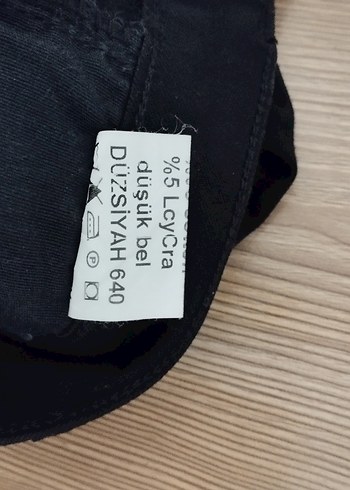 %5 LcyCra
düşük bel
DÜZSİYAH 640
P